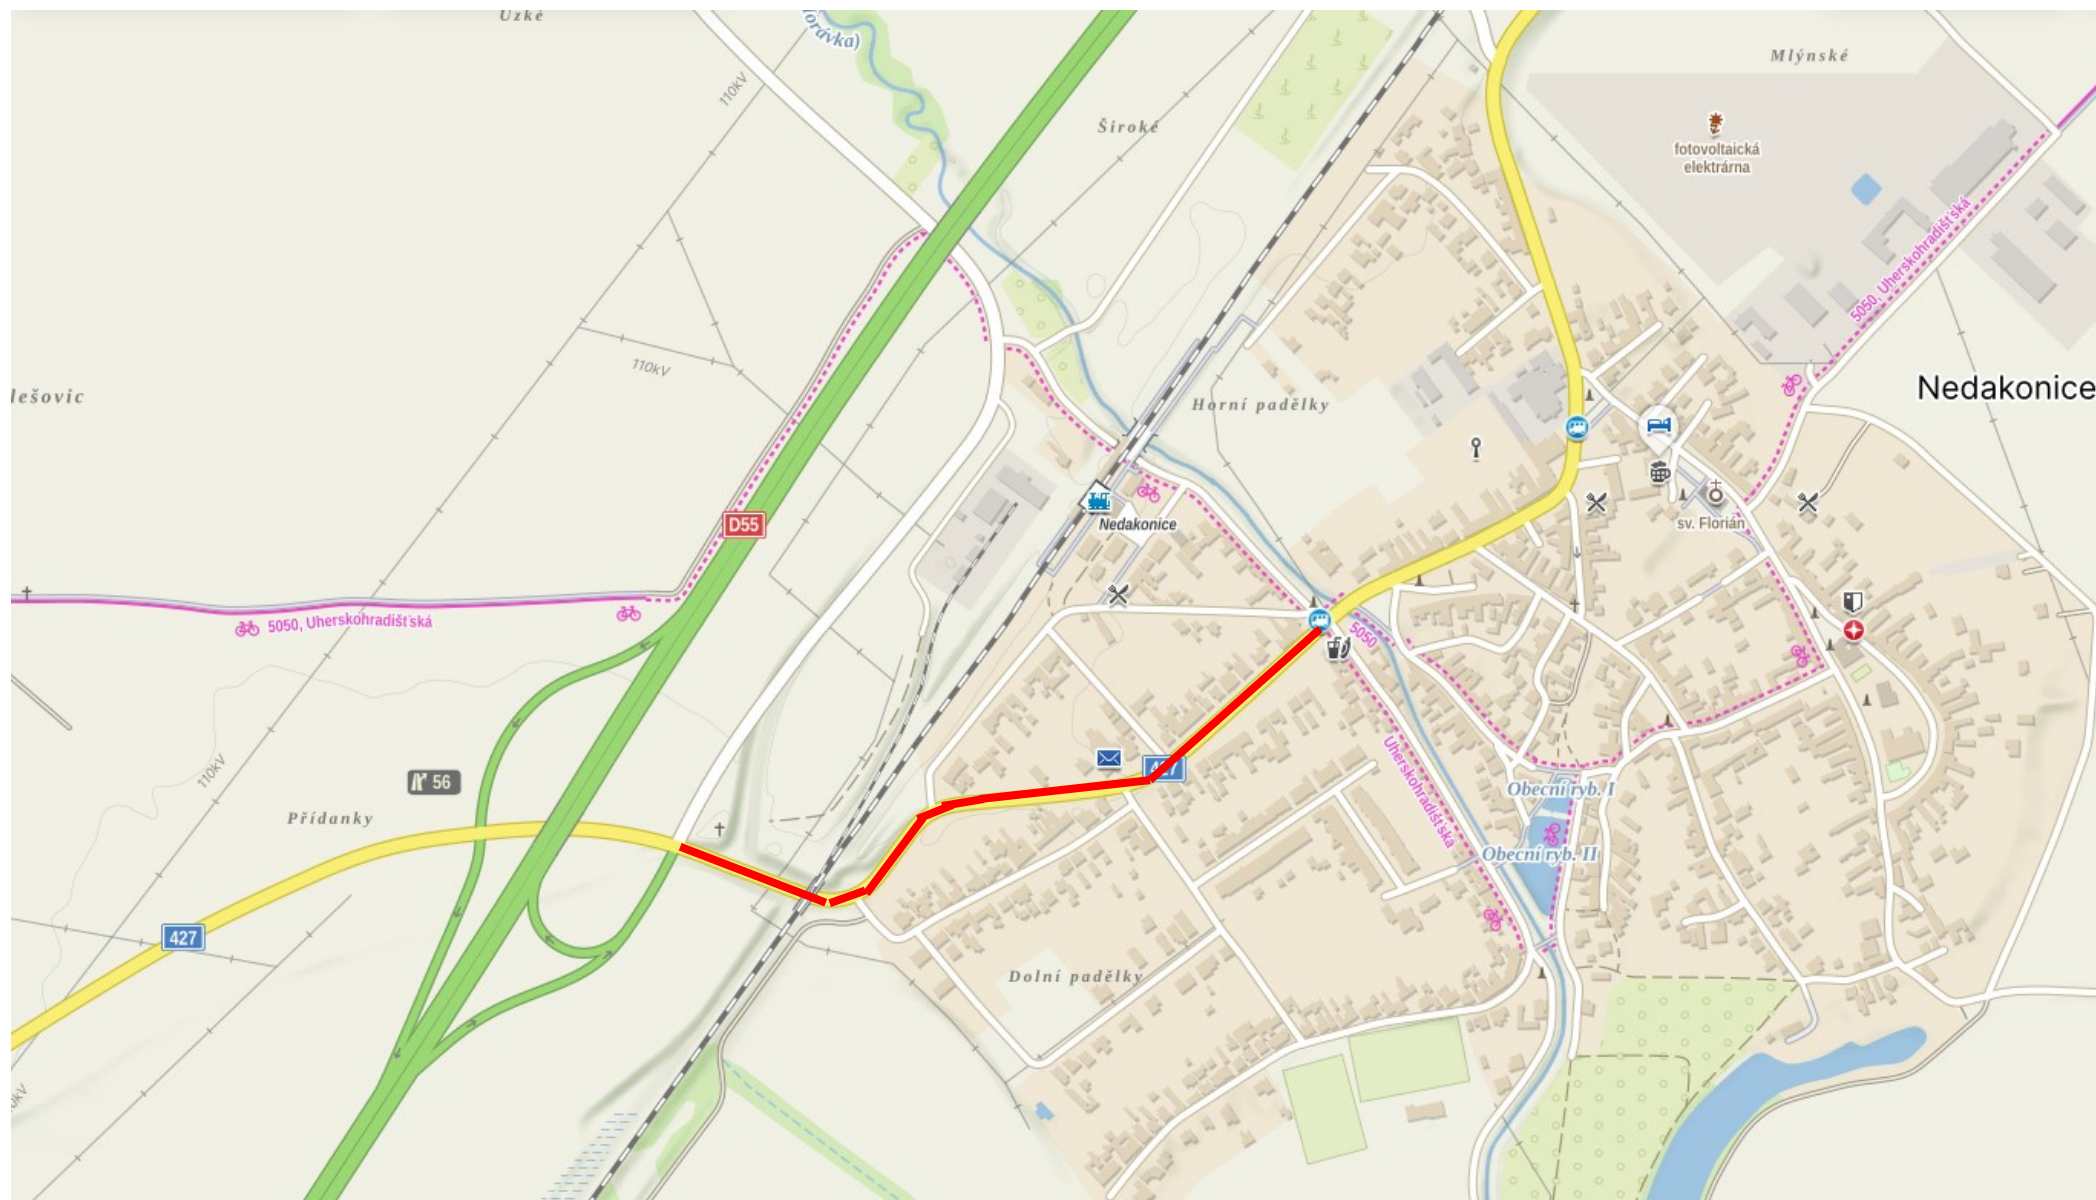 Uzké
orávka)
Mlýnské
110kV
Široké
fotovoltaická
elektrárna
5050, Uherskohradišťská
110kV
lešovic
Horní padělky
Nedakonice
D55
Nedakonice
sv. Florián
5050, Uherskohradišťská
5050
110kV
56
427
Uherskohradišťská
Obecní ryb. I
Přídanky
Obecní ryb. II
427
Dolní padělky
0kV